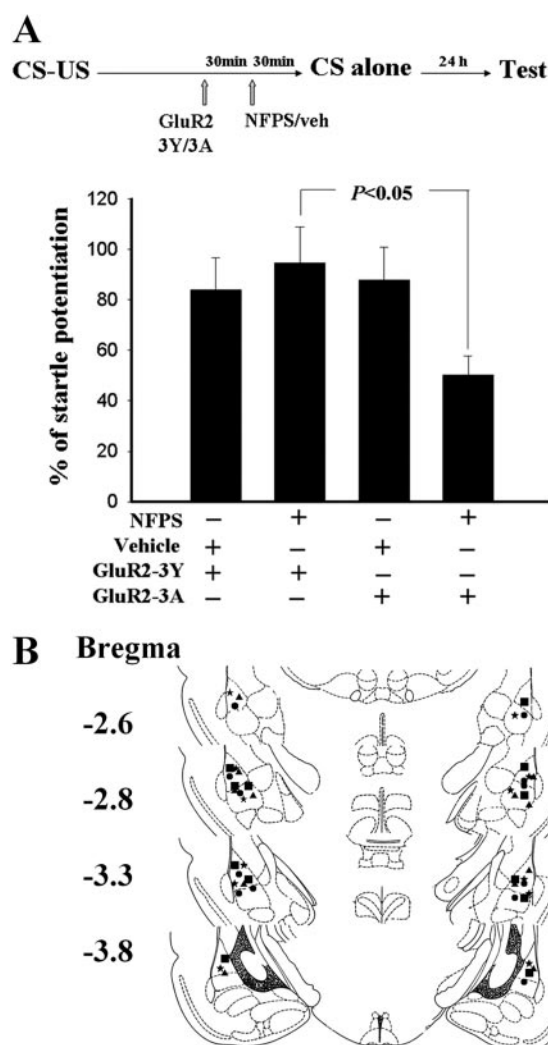 A
30min 30min
24 h
CS-US CS alone Test
GluR2 NFPS/veh
3Y/3A
% of startle potentiation
120
100
80
60
40
20
0
P<0.05
NFPS − + − +
Vehicle + − + −
GluR2-3Y + + − −
GluR2-3A − − + +
B Bregma
-2.6
-2.8
-3.3
-3.8